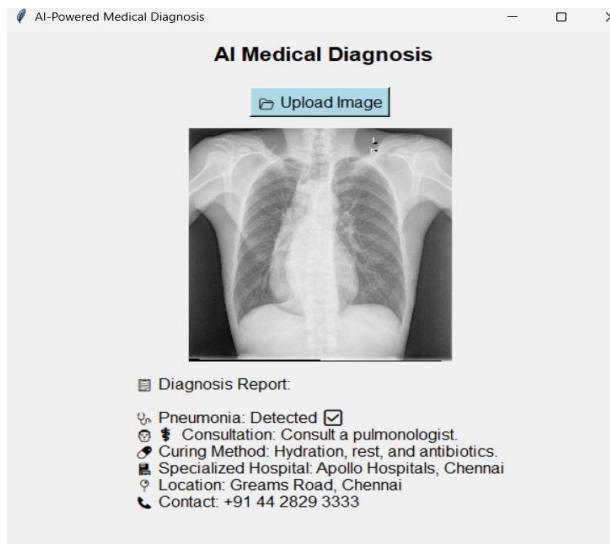 AI-Powered Medical Diagnosis
AI Medical Diagnosis
Upload Image
Diagnosis Report:
Pneumonia: Detected
Consultation: Consult a pulmonologist.
Curing Method: Hydration, rest, and antibiotics.
Specialized Hospital: Apollo Hospitals, Chennai
Location: Greams Road, Chennai
Contact: +91 44 2829 3333